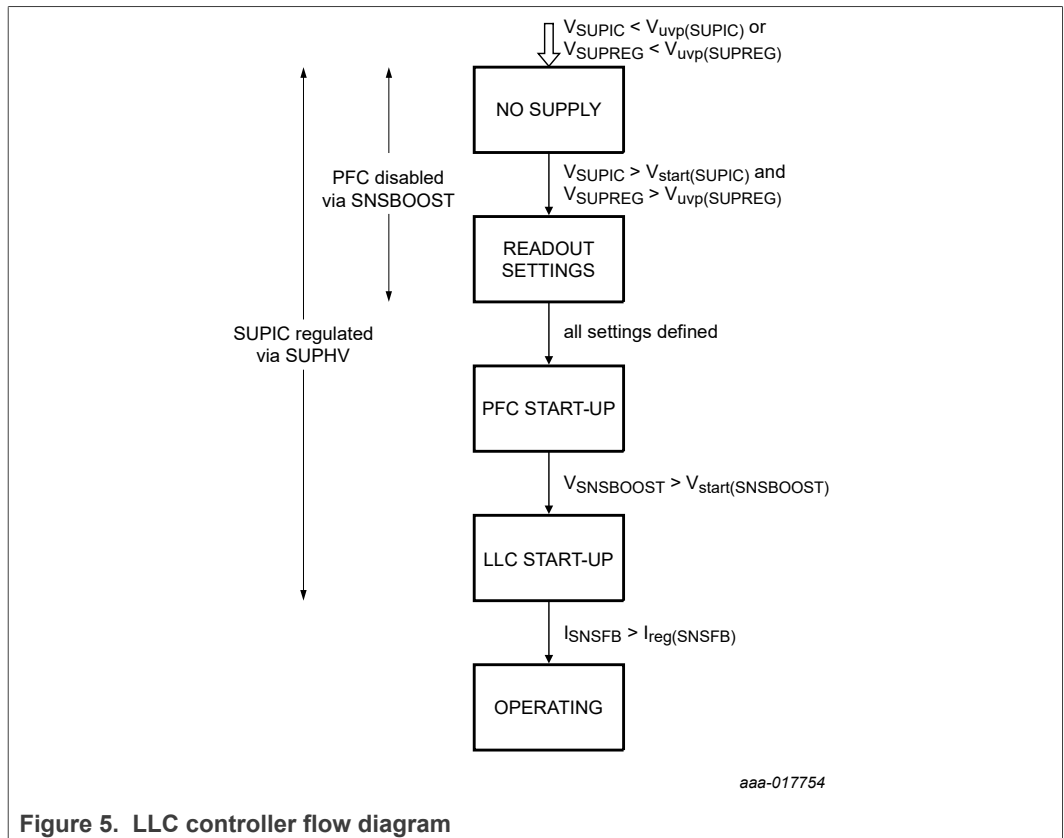 VSUPIC < Vuvp(SUPIC) or
VSUPREG < Vuvp(SUPREG)
NO SUPPLY
PFC disabled
via SNSBOOST
VSUPIC > Vstart(SUPIC) and
VSUPREG > Vuvp(SUPREG)
READOUT
SETTINGS
SUPIC regulated
via SUPHV
all settings defined
PFC START-UP
VSNSBOOST > Vstart(SNSBOOST)
LLC START-UP
ISNSFB > Ireg(SNSFB)
OPERATING
aaa-017754
Figure 5. LLC controller flow diagram